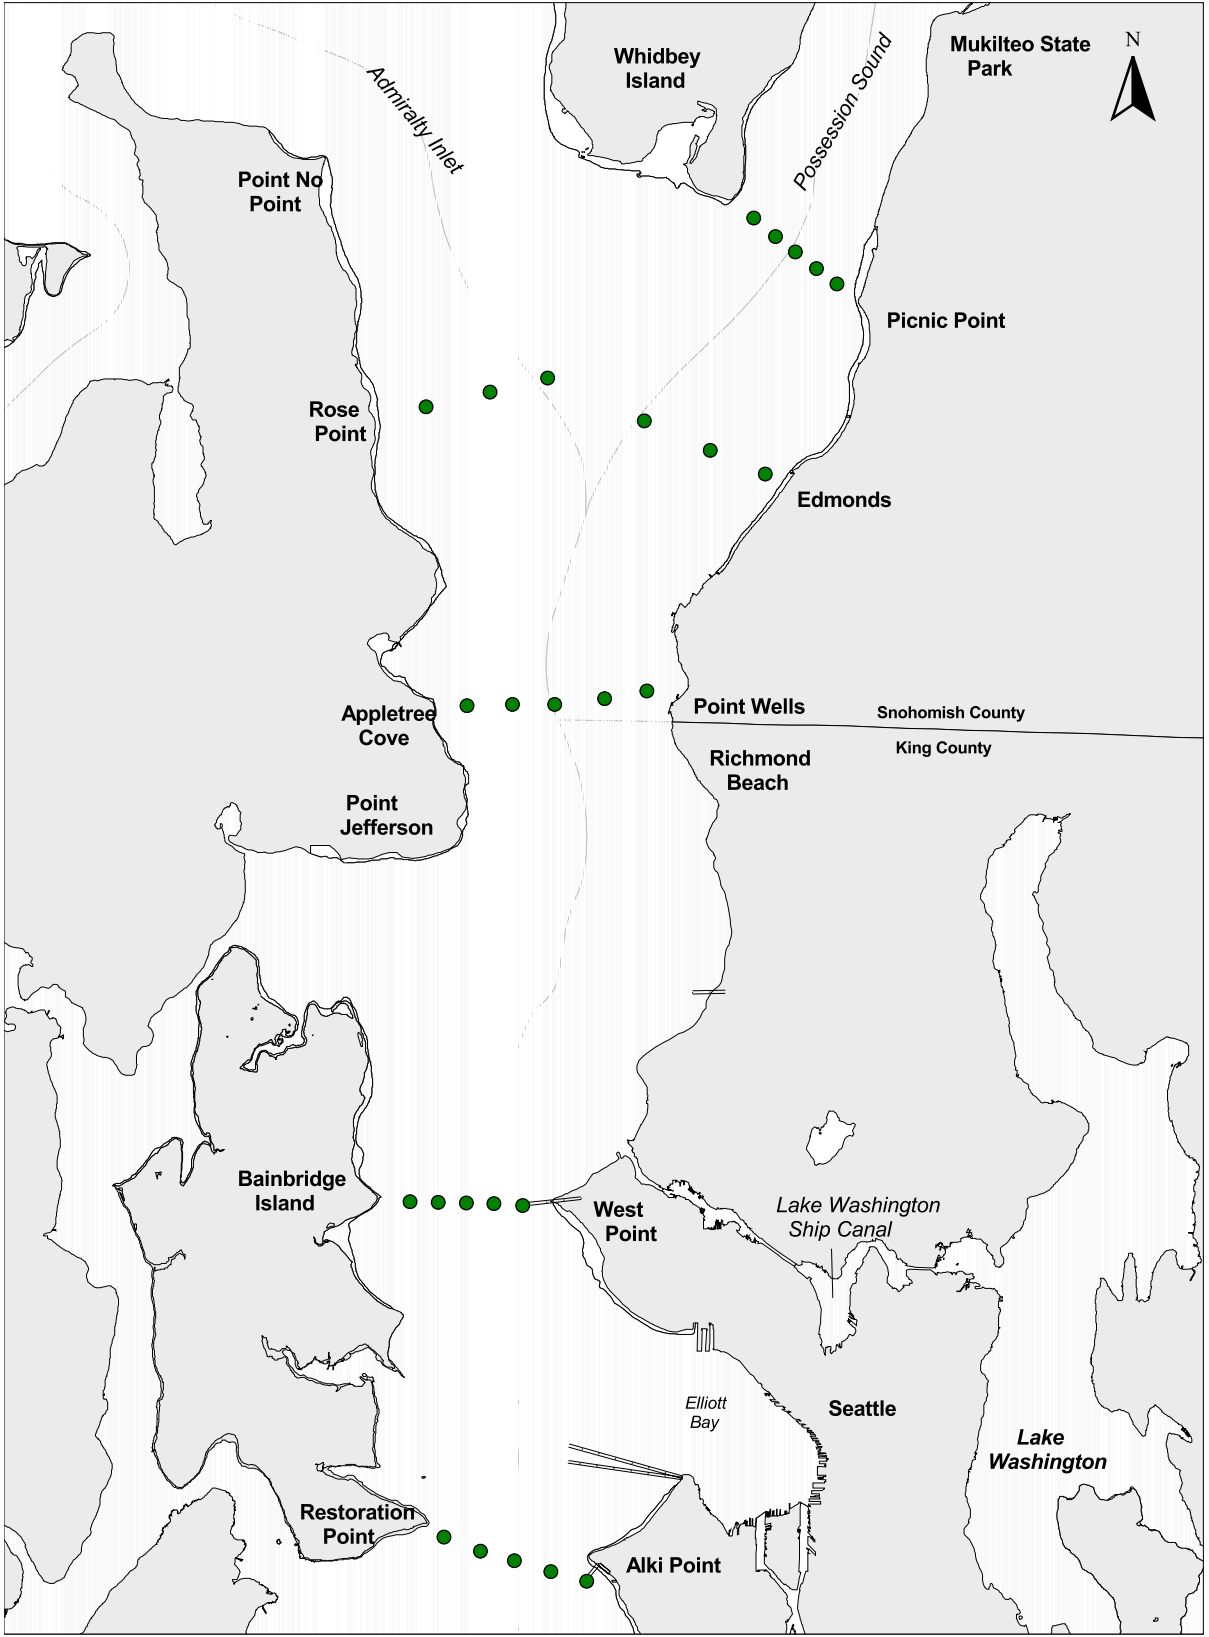 Whidbey
Island
Possession Sound
Mukilteo State
Park
N
Admiralty Inlet
Point No
Point
Picnic Point
Rose
Point
Edmonds
Appletree
Cove
Point Wells
Snohomish County
King County
Richmond
Beach
Point
Jefferson
Bainbridge
Island
West
Point
Lake Washington
Ship Canal
Elliott
Bay
Seattle
Lake
Washington
Restoration
Point
Alki Point